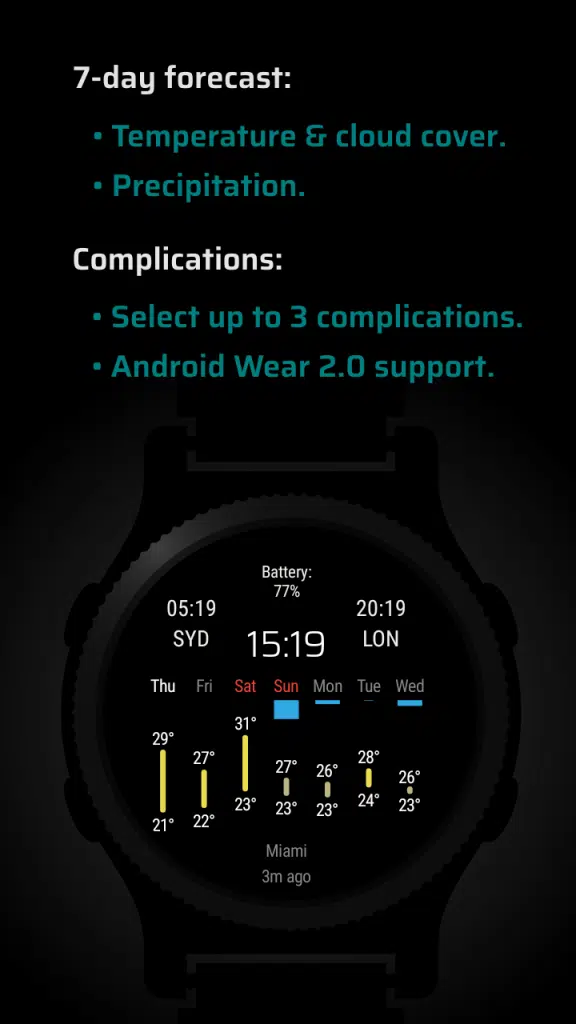 7-day forecast:
• Temperature & cloud cover.
• Precipitation.
Complications:
• Select up to 3 complications.
• Android Wear 2.0 support.
Battery:
77%
05:19
SYD
15:19
20:19
LON
Thu Fri Sat Sun Mon Tue Wed
29° 27° 31° 27° 26° 28° 26°
21° 22° 23° 23° 23° 24° 23°
Miami
3m ago